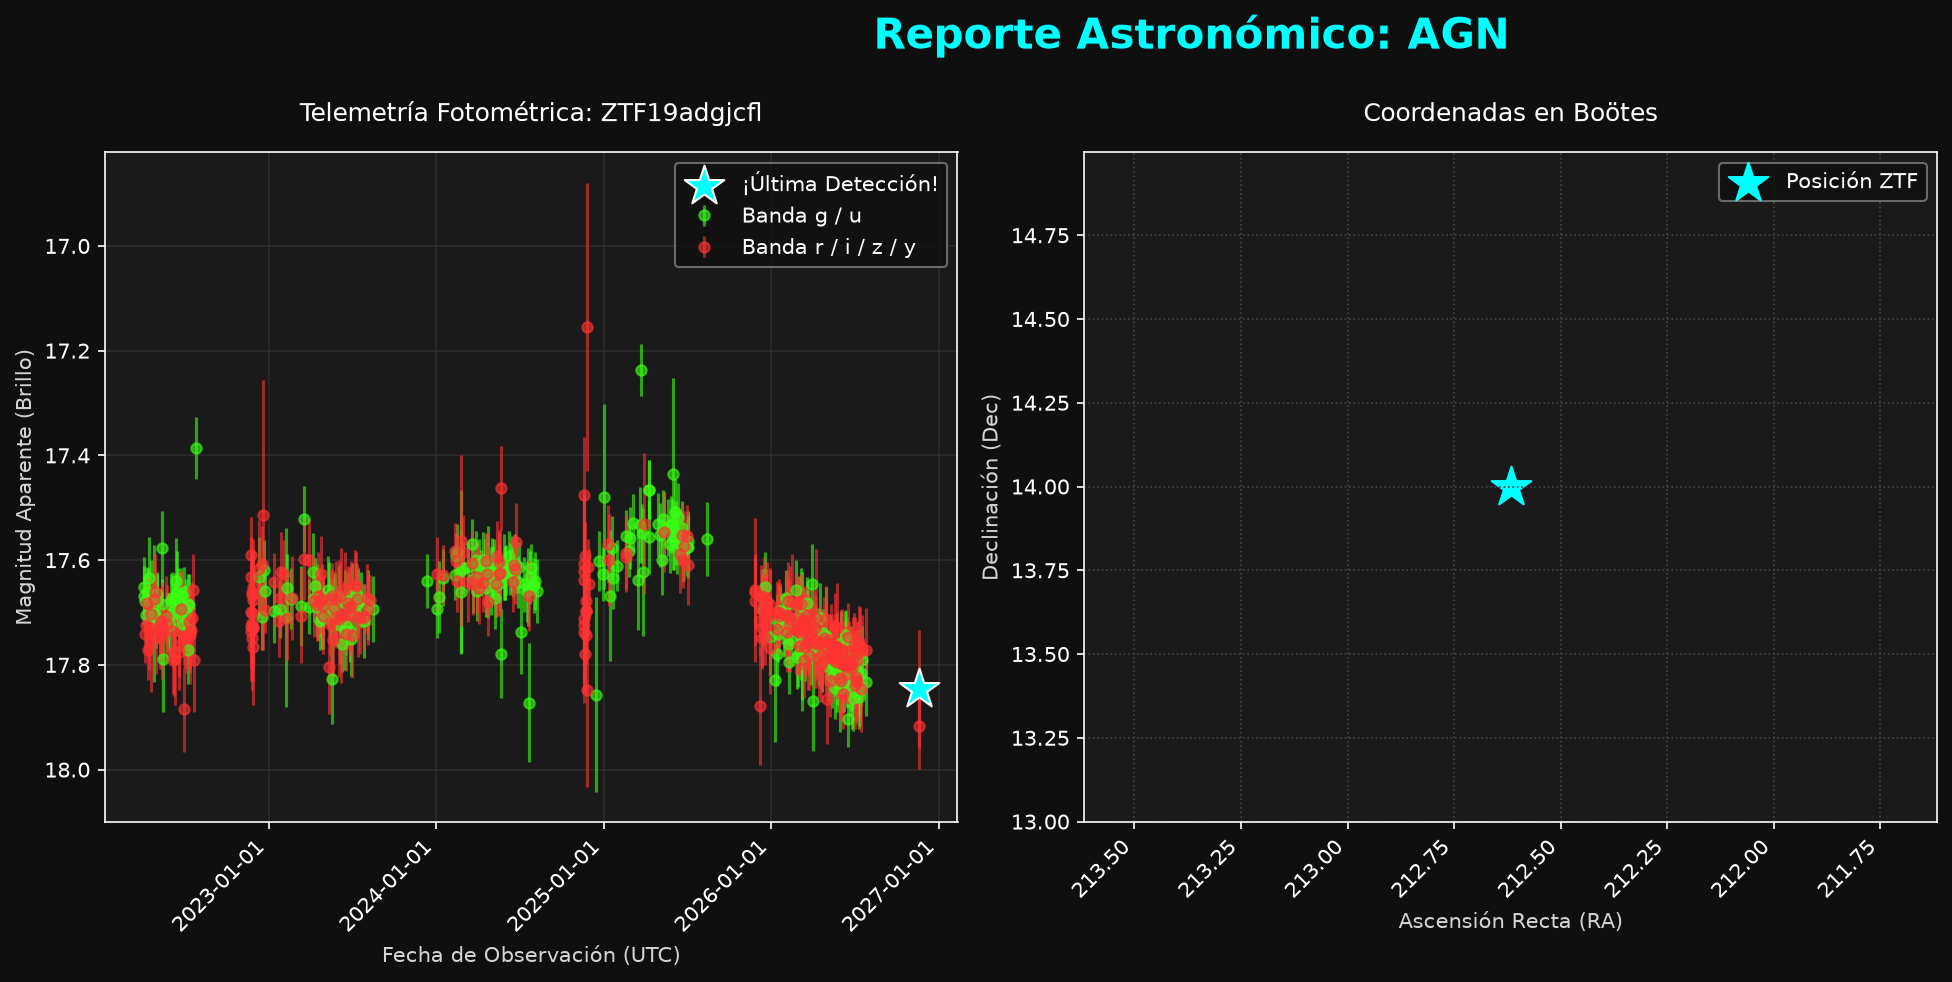 Reporte Astronómico: AGN
Telemetría Fotométrica: ZTF19adgjcfl
¡Última Detección!
Banda g / u
Banda r / i / z / y
Magnitud Aparente (Brillo)
17.0
17.2
17.4
17.6
17.8
18.0
2023-01-01
2024-01-01
2025-01-01
2026-01-01
2027-01-01
Fecha de Observación (UTC)
Coordenadas en Boötes
Posición ZTF
Declinación (Dec)
14.75
14.50
14.25
14.00
13.75
13.50
13.25
13.00
213.50
213.25
213.00
212.75
212.50
212.25
212.00
211.75
Ascensión Recta (RA)